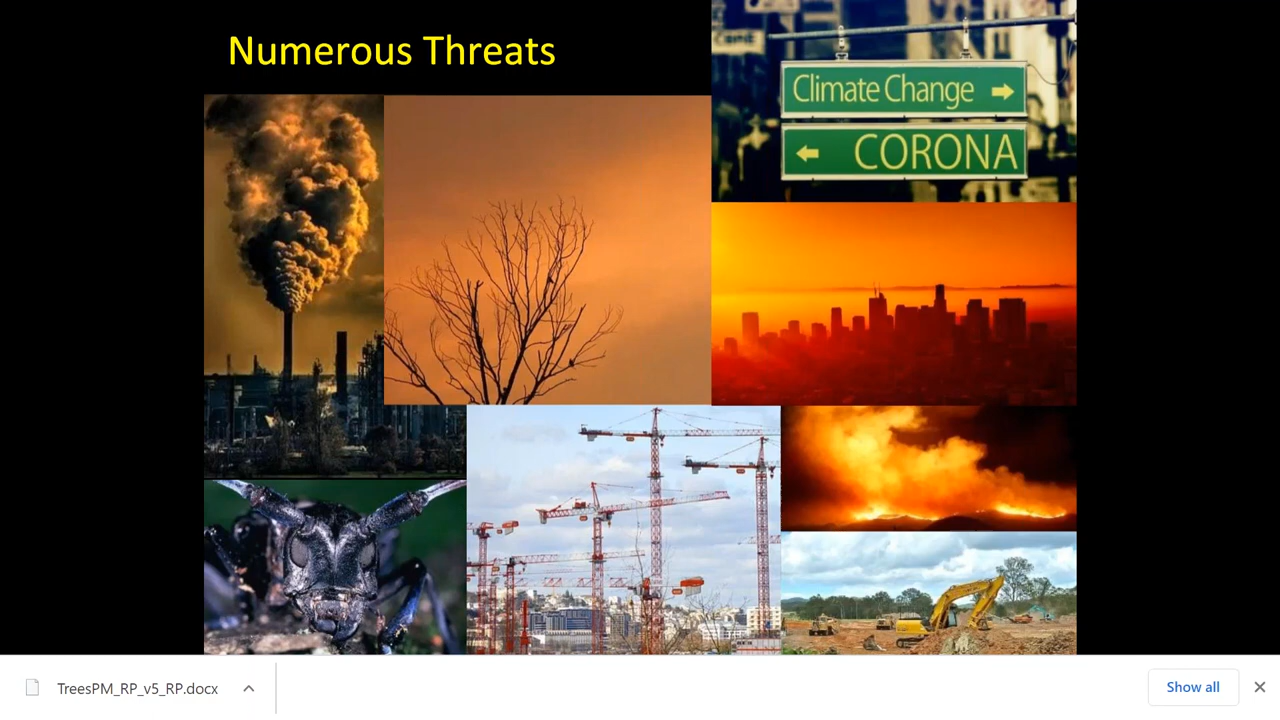 Numerous Threats
Climate Change
CORONA
TreesPM_RP_v5_RP.docx
Show all